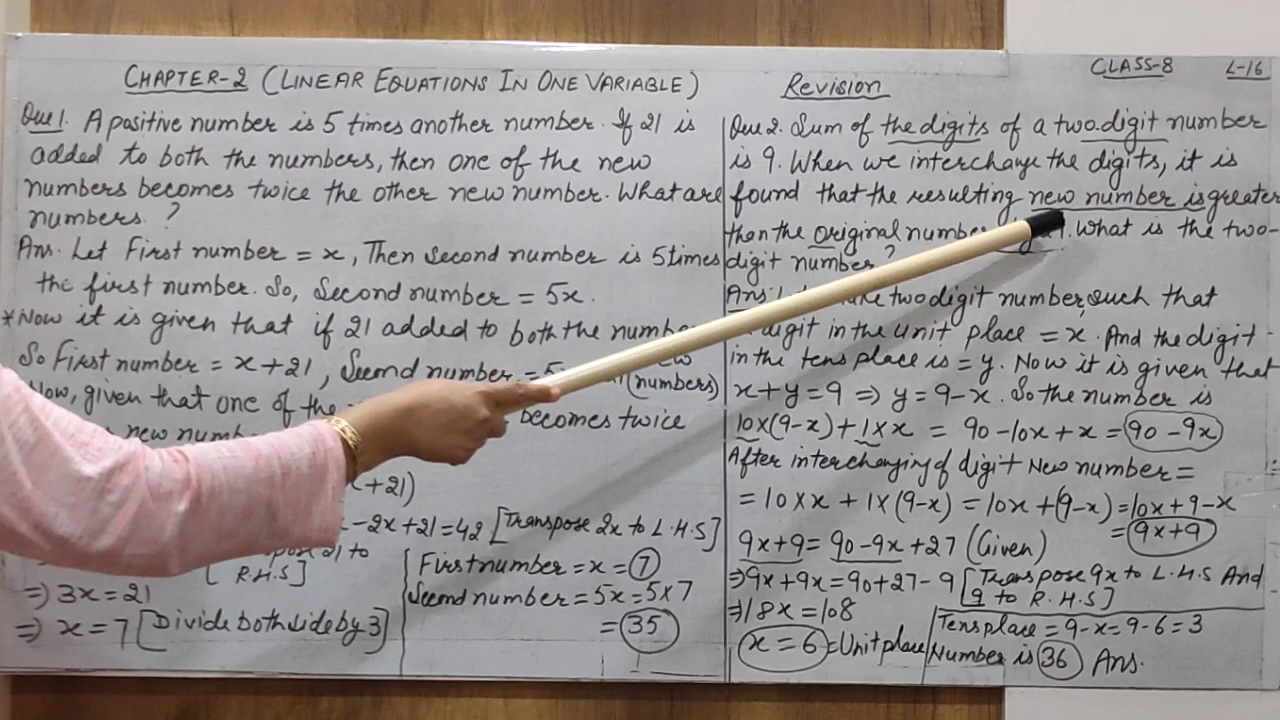 CHAPTER-2 (LINEAR EQUATIONS IN ONE VARIABLE)
Revision
CLASS-8
L-16
Que 1. A positive number is 5 times another number. If 21 is
added to both the numbers, then one of the new
numbers becomes twice the other new number. What are
numbers ?
Ans. Let First number = x, Then Second number is 5 times
the first number. So, Second number = 5x.
*Now it is given that if 21 added to both the
So First number = x+21, Second number =
Now, given that one of the (numbers)
new becomes twice
x+21)
-2x+21=42 [Transpose 2x to L.H.S]
21 to
R.H.S]
=> 3x=21
=> x=7 [Divide both side by 3]
First number = x = 7
Second number = 5x = 5x7
= 35
Que 2. Sum of the digits of a two-digit number
is 9. When we interchange the digits, it is
found that the resulting new number is greater
than the original number What is the two-
digit number?
Ans: two digit number, such that
digit in the unit place = x. And the digit
in the tens place is = y. Now it is given that
x+y=9 => y=9-x. So the number is
10x(9-x)+1xx = 90-10x+x = 90-9x
After interchanging of digit New number =
= 10xx + 1x(9-x) = 10x+(9-x) = 10x+9-x
= 9x+9
9x+9 = 90-9x+27 (Given)
=> 9x+9x=90+27-9 [Transpose 9x to L.H.S And
9 to R.H.S]
=> 18x=108
x=6 = Unit place
Tens place = 9-x=9-6=3
Number is 36 Ans.